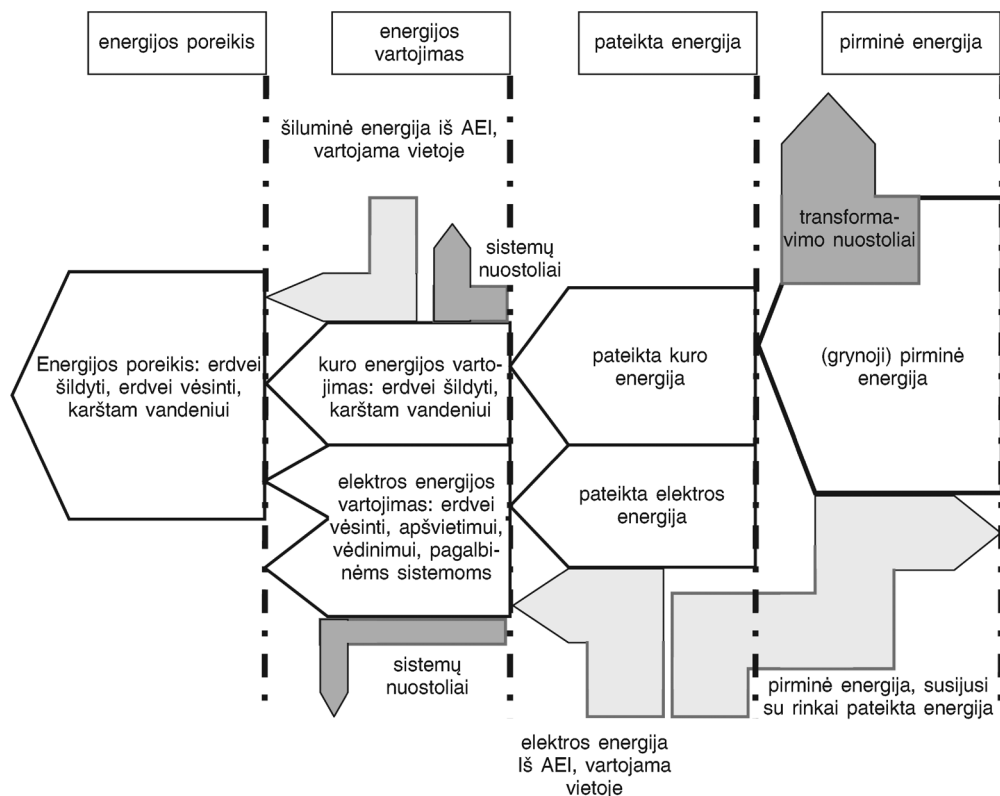 energijos poreikis
energijos
vartojimas
pateikta energija
pirminė energija
šiluminė energija iš AEI,
vartojama vietoje
sistemų
nuostoliai
transforma-
vimo nuostoliai
Energijos poreikis: erdvei
šildyti, erdvei vėsinti,
karštam vandeniui
kuro energijos varto-
jimas: erdvei šildyti,
karštam vandeniui
pateikta kuro
energija
(grynoji) pirminė
energija
elektros energijos
vartojimas: erdvei
vėsinti, apšvietimui,
vėdinimui, pagalbi-
nėms sistemoms
pateikta elektros
energija
sistemų
nuostoliai
pirminė energija, susijusi
su rinkai pateikta energija
elektros energija
Iš AEI, vartojama
vietoje